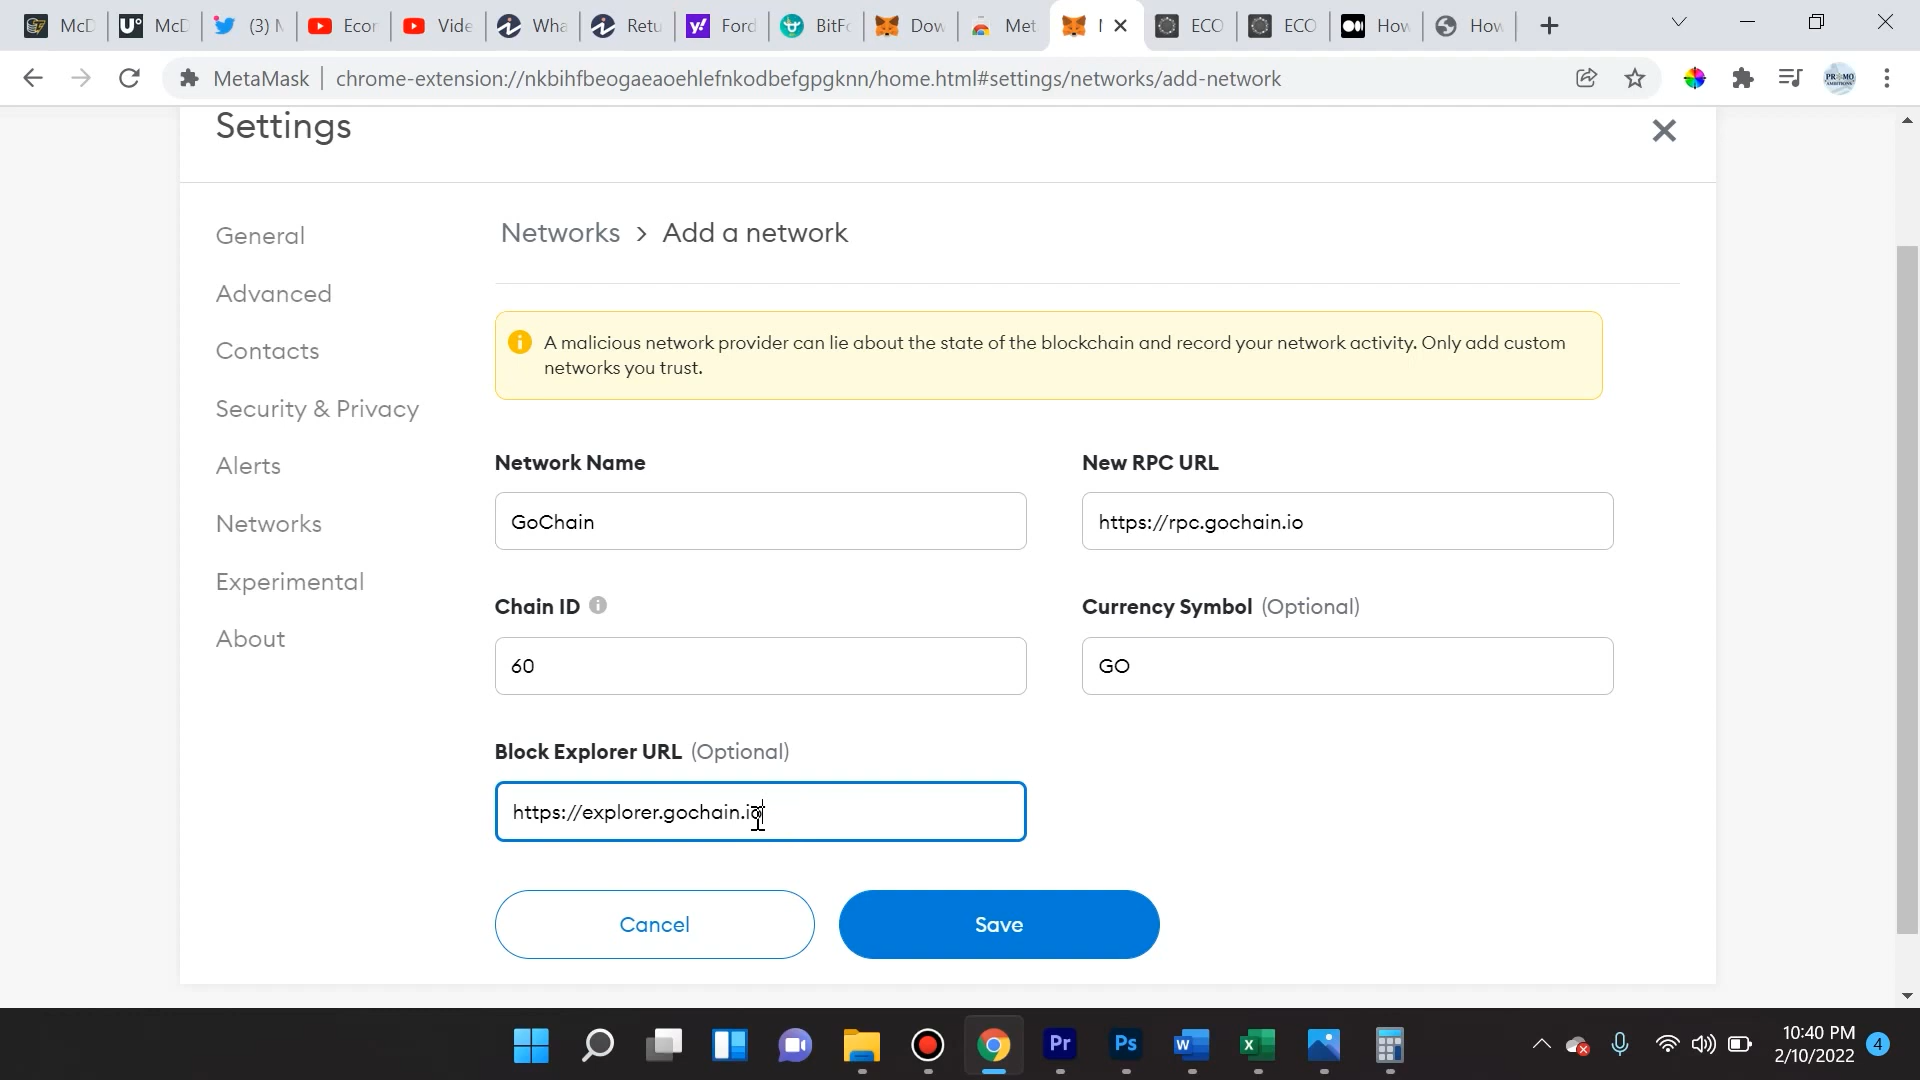 McD
McD
(3) M
Ecor
Vide
Wha
Retu
Ford
BitFo
Dow
Met
ECO
ECO
How
How
MetaMask
chrome-extension://nkbihfbeogaeaoehlefnkodbefgpgknn/home.html#settings/networks/add-network
Settings
General
Advanced
Contacts
Security & Privacy
Alerts
Networks
Experimental
About
Networks > Add a network
A malicious network provider can lie about the state of the blockchain and record your network activity. Only add custom
networks you trust.
Network Name
New RPC URL
GoChain
https://rpc.gochain.io
Chain ID
Currency Symbol (Optional)
60
GO
Block Explorer URL (Optional)
https://explorer.gochain.io
Cancel
Save
Pr
Ps
W
X
10:40 PM
2/10/2022
4